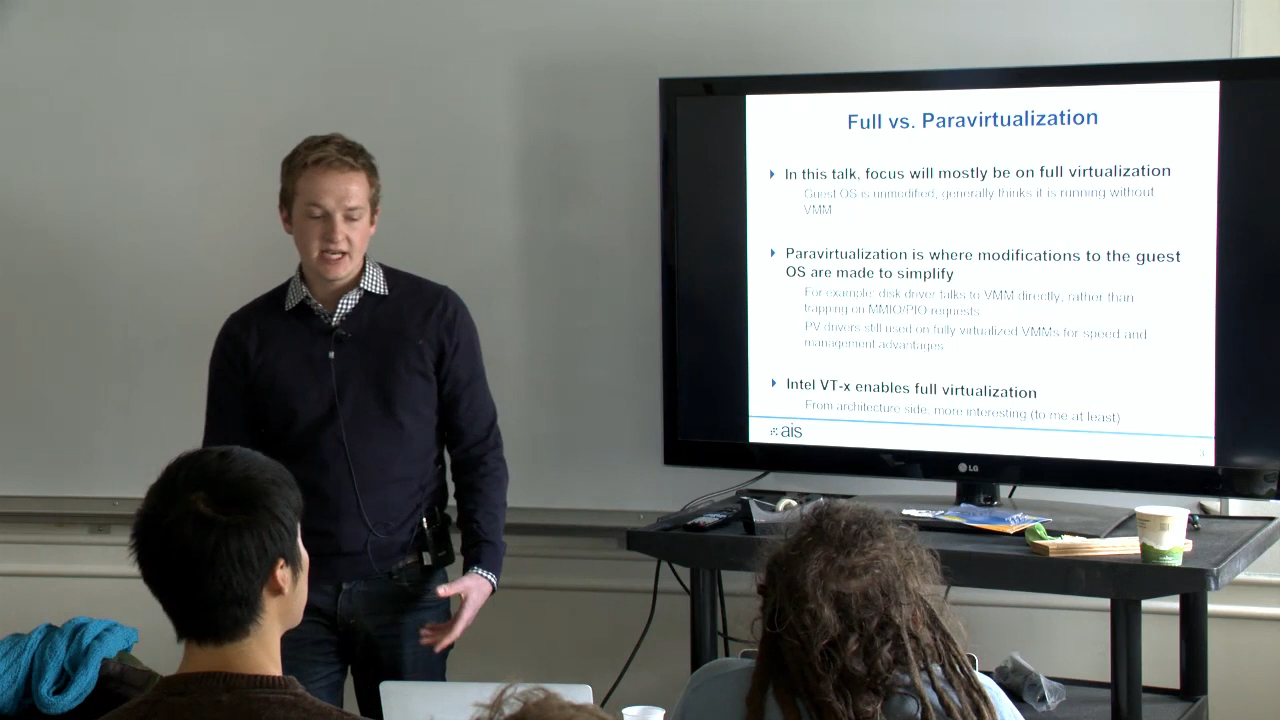 Full vs. Paravirtualization
In this talk, focus will mostly be on full virtualization
Guest OS is unmodified, generally thinks it is running without
VMM
Paravirtualization is where modifications to the guest
OS are made to simplify
For example: disk driver talks to VMM directly, rather than
trapping on MMIO/PIO requests
PV drivers still used on fully virtualized VMMs for speed and
management advantages
Intel VT-x enables full virtualization
From architecture side, more interesting (to me at least)
ais
LG